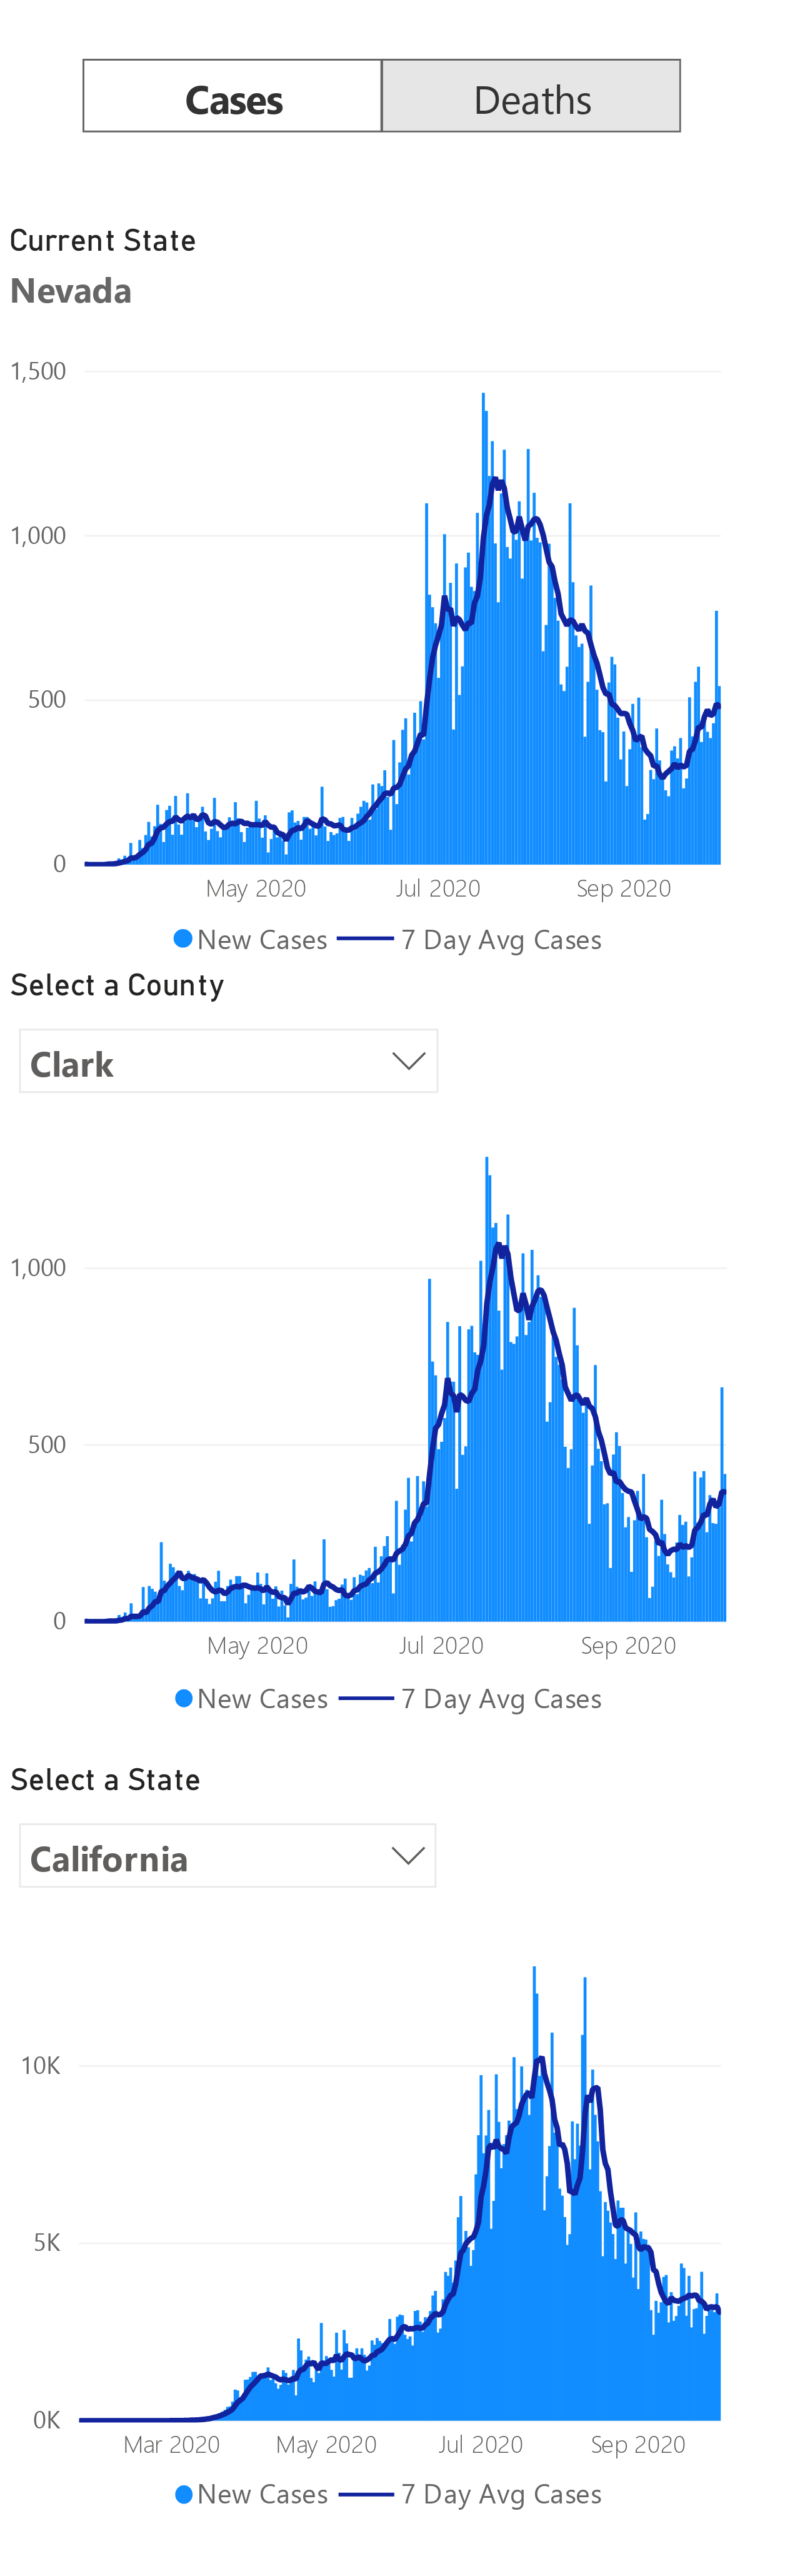 Cases Deaths
Current State
Nevada
1,500
1,000
500
0
May 2020 Jul 2020 Sep 2020
New Cases 7 Day Avg Cases
Select a County
Clark
1,000
500
0
May 2020 Jul 2020 Sep 2020
New Cases 7 Day Avg Cases
Select a State
California
10K
5K
0K
Mar 2020 May 2020 Jul 2020 Sep 2020
New Cases 7 Day Avg Cases